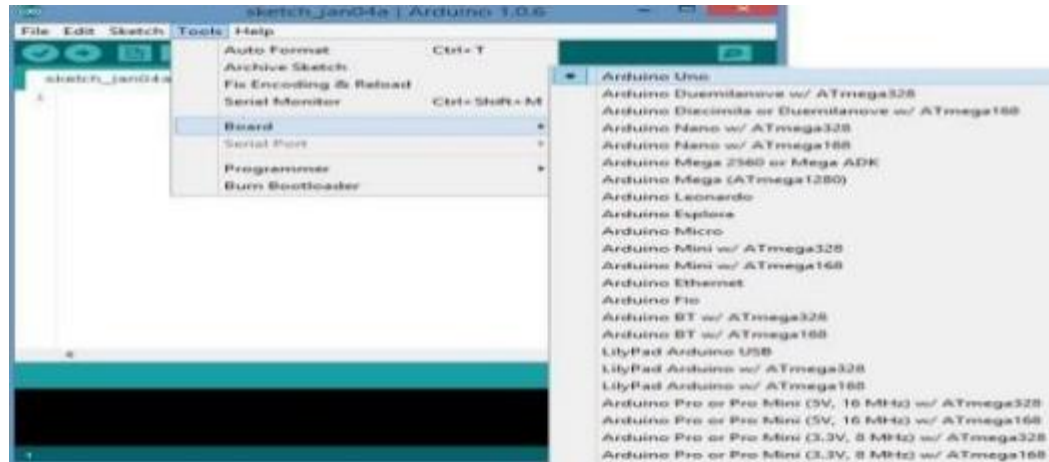 sketch_jan04a | Arduino 1.0.6
File Edit Sketch Tools Help
sketch_jan04a
Auto Format Ctrl+T
Archive Sketch
Fix Encoding & Reload
Serial Monitor Ctrl+Shift+M
Board
Serial Port
Programmer
Burn Bootloader
Arduino Uno
Arduino Duemilanove w/ ATmega328
Arduino Diecimila or Duemilanove w/ ATmega168
Arduino Nano w/ ATmega328
Arduino Nano w/ ATmega168
Arduino Mega 2560 or Mega ADK
Arduino Mega (ATmega1280)
Arduino Leonardo
Arduino Esplora
Arduino Micro
Arduino Mini w/ ATmega328
Arduino Mini w/ ATmega168
Arduino Ethernet
Arduino Fio
Arduino BT w/ ATmega328
Arduino BT w/ ATmega168
LilyPad Arduino USB
LilyPad Arduino w/ ATmega328
LilyPad Arduino w/ ATmega168
Arduino Pro or Pro Mini (5V, 16 MHz) w/ ATmega328
Arduino Pro or Pro Mini (5V, 16 MHz) w/ ATmega168
Arduino Pro or Pro Mini (3.3V, 8 MHz) w/ ATmega328
Arduino Pro or Pro Mini (3.3V, 8 MHz) w/ ATmega168
1